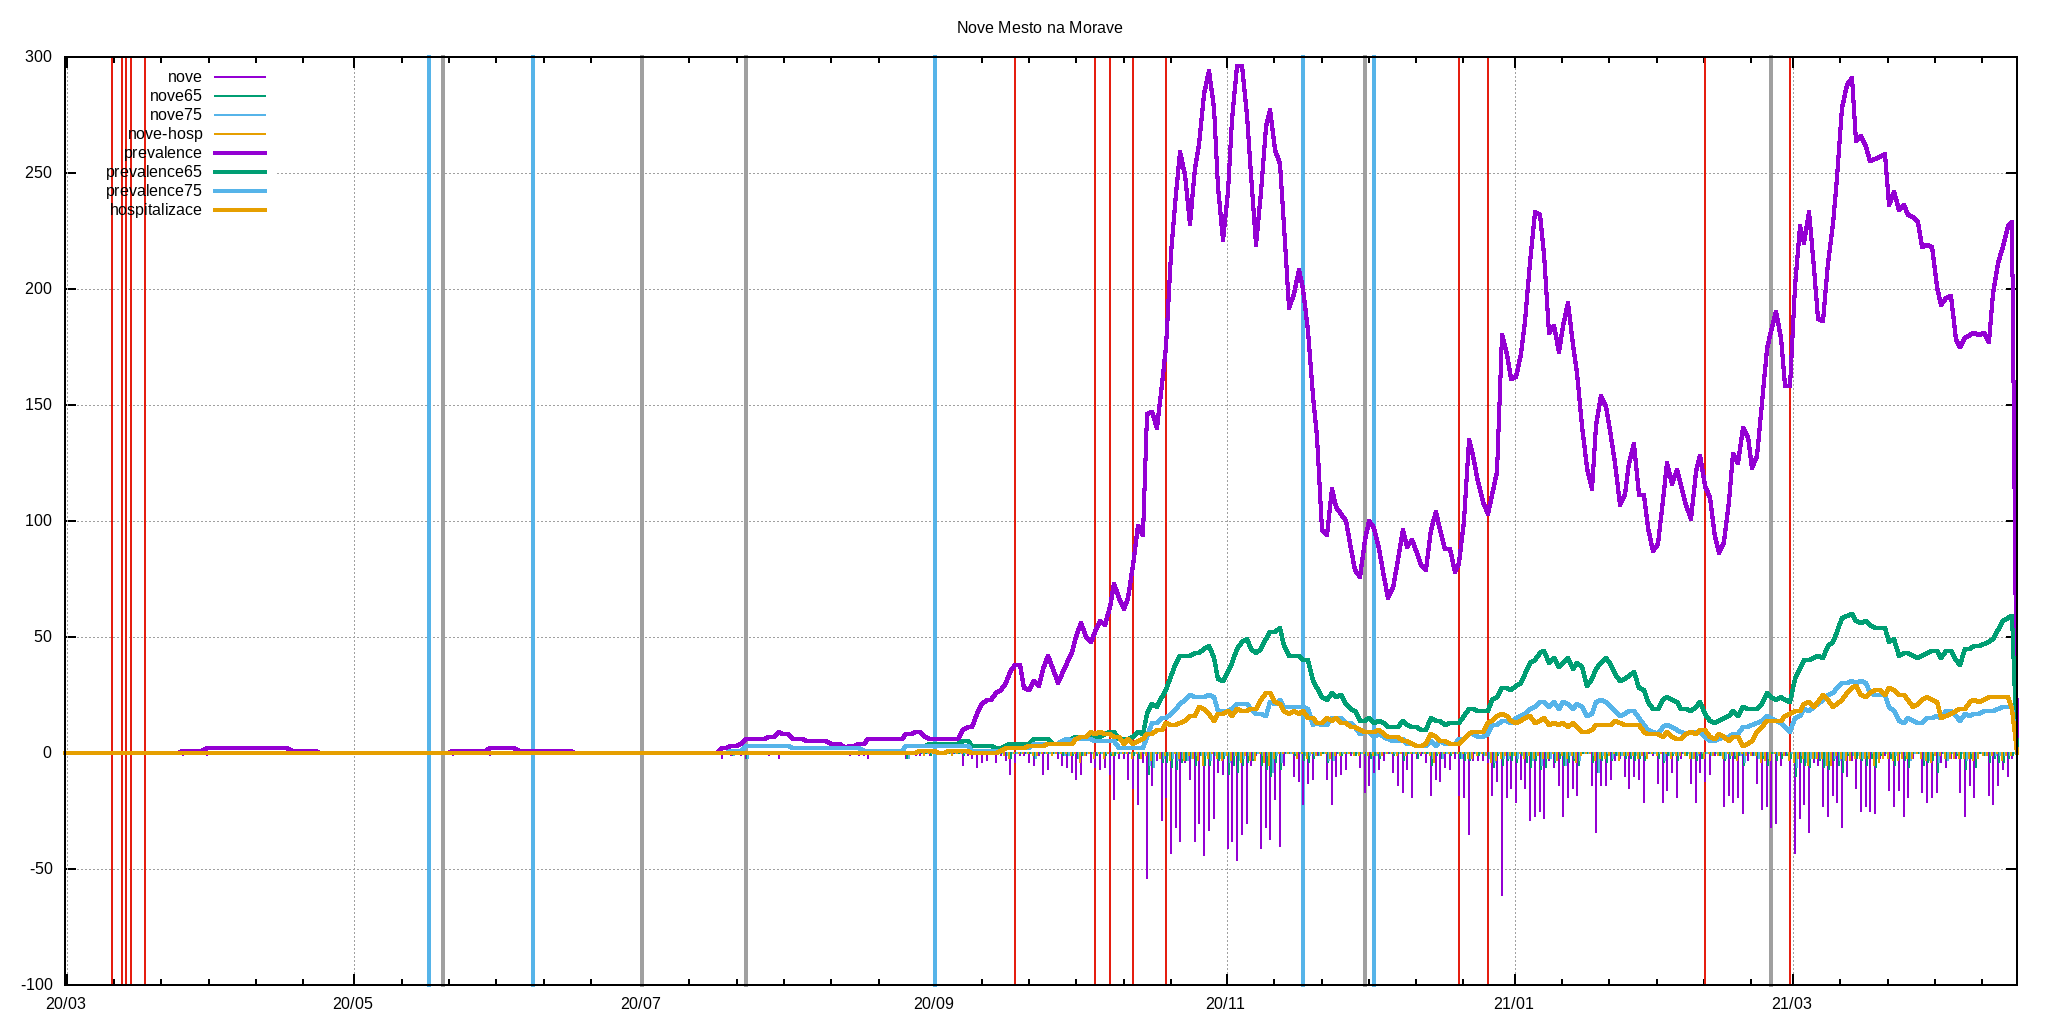 Nove Mesto na Morave
300
250
200
150
100
50
0
-50
-100
nove
nove65
nove75
nove-hosp
prevalence
prevalence65
prevalence75
hospitalizace
20/03 20/05 20/07 20/09 20/11 21/01 21/03